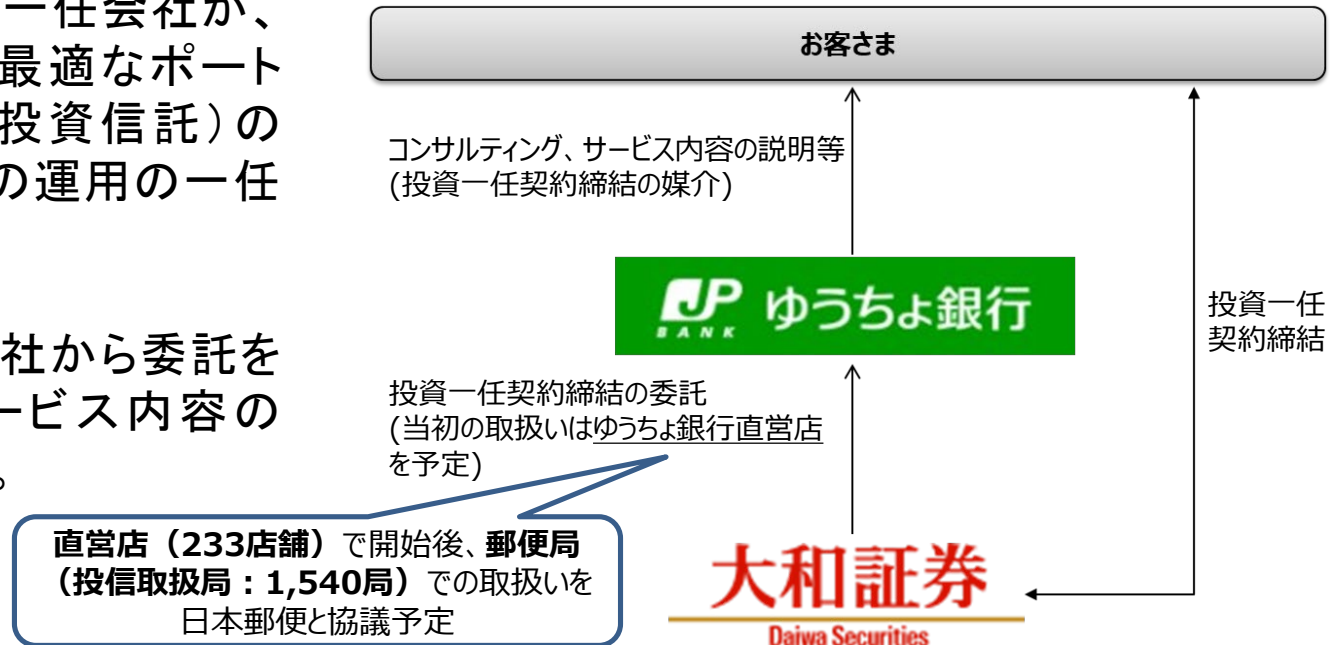 一任会社が、
最適なポート
投資信託)の
の運用の一任
社から委託を
ービス内容の
。
お客さま
コンサルティング、サービス内容の説明等
(投資一任契約締結の媒介)
JP BANK ゆうちょ銀行
投資一任
契約締結
投資一任契約締結の委託
(当初の取扱いはゆうちょ銀行直営店
を予定)
直営店（233店舗）で開始後、郵便局
（投信取扱局：1,540局）での取扱いを
日本郵便と協議予定
大和証券
Daiwa Securities